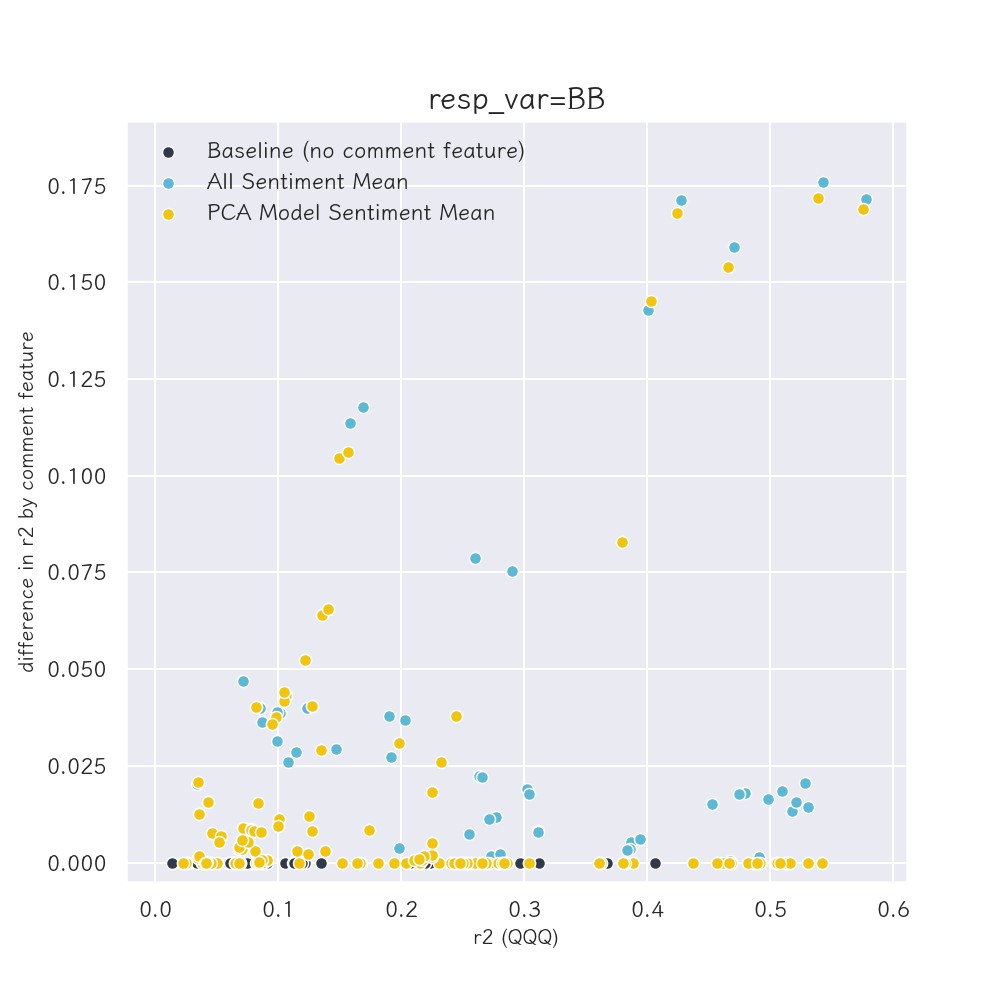 resp_var=BB
Baseline (no comment feature)
All Sentiment Mean
PCA Model Sentiment Mean
difference in r2 by comment feature
0.175
0.150
0.125
0.100
0.075
0.050
0.025
0.000
0.0 0.1 0.2 0.3 0.4 0.5 0.6
r2 (QQQ)